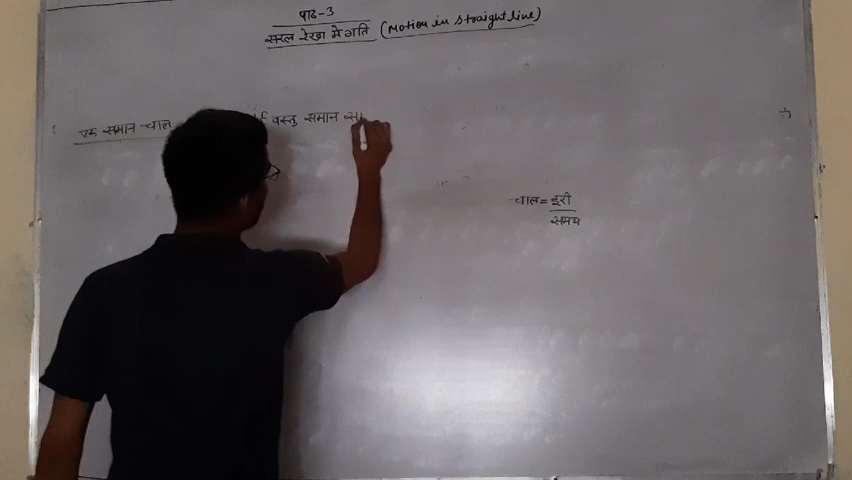 पाठ-3
सरल रेखा मे गति (Motion in straight line)
एक समान चाल वस्तु समान स
चाल = दूरी
समय